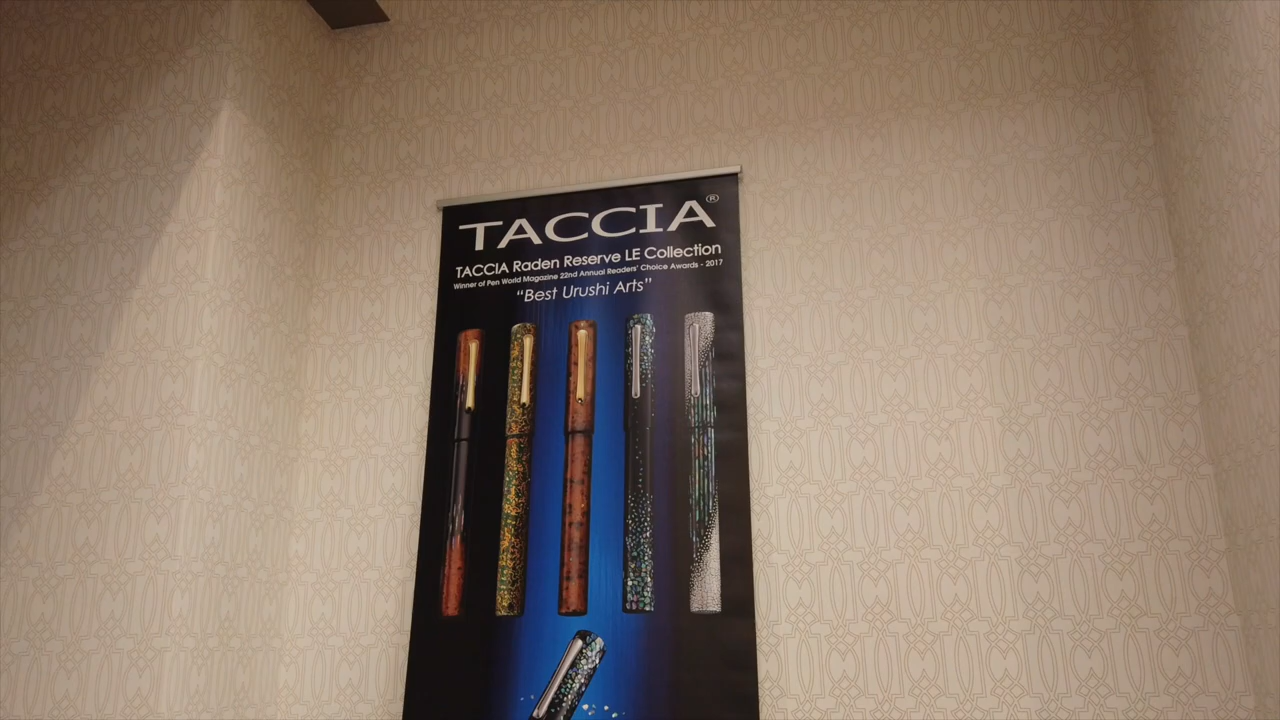 TACCIA®
TACCIA Raden Reserve LE Collection
Winner of Pen World Magazine 22nd Annual Readers' Choice Awards - 2017
“Best Urushi Arts”